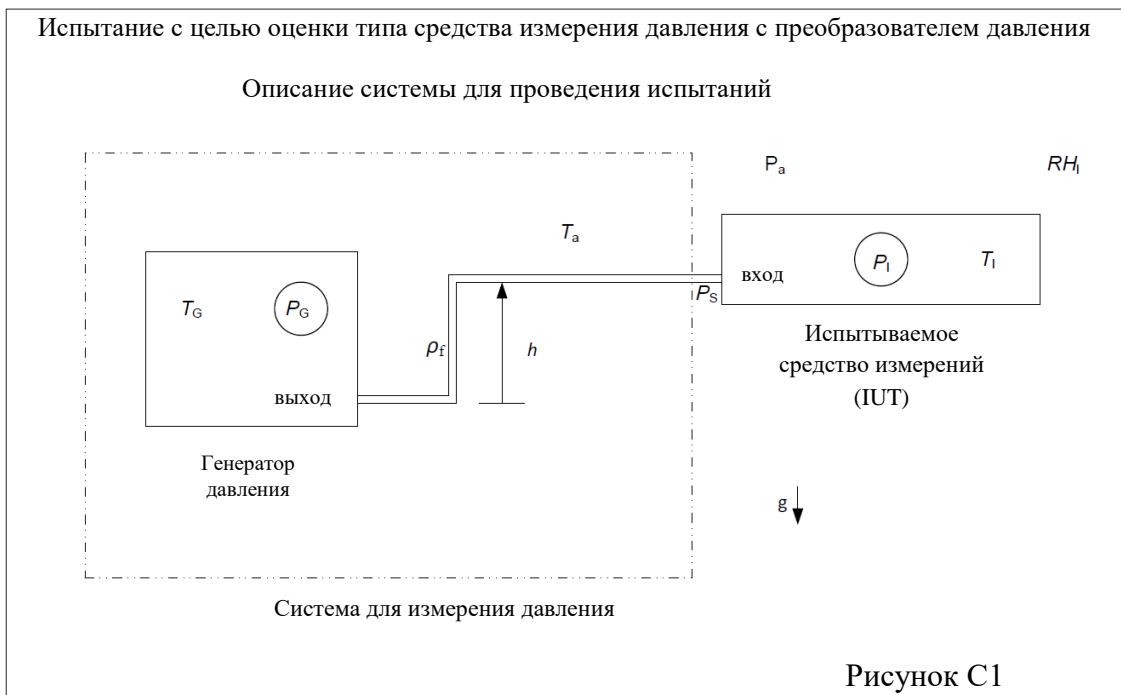 Испытание с целью оценки типа средства измерения давления с преобразователем давления
Описание системы для проведения испытаний
Pa
RHI
Ta
TG
PG
вход
PI
TI
PS
ρf
h
выход
Испытываемое
средство измерений
(IUT)
Генератор
давления
g
Система для измерения давления
Рисунок С1